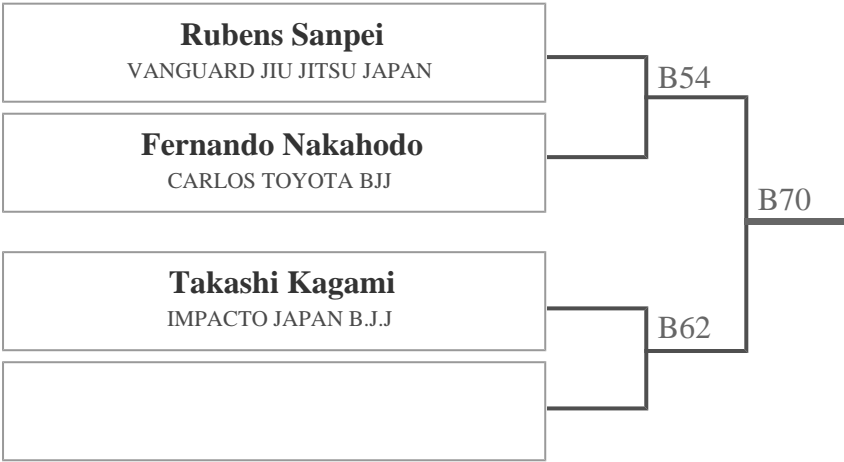 Rubens Sanpei
VANGUARD JIU JITSU JAPAN
B54
Fernando Nakahodo
CARLOS TOYOTA BJJ
B70
Takashi Kagami
IMPACTO JAPAN B.J.J
B62